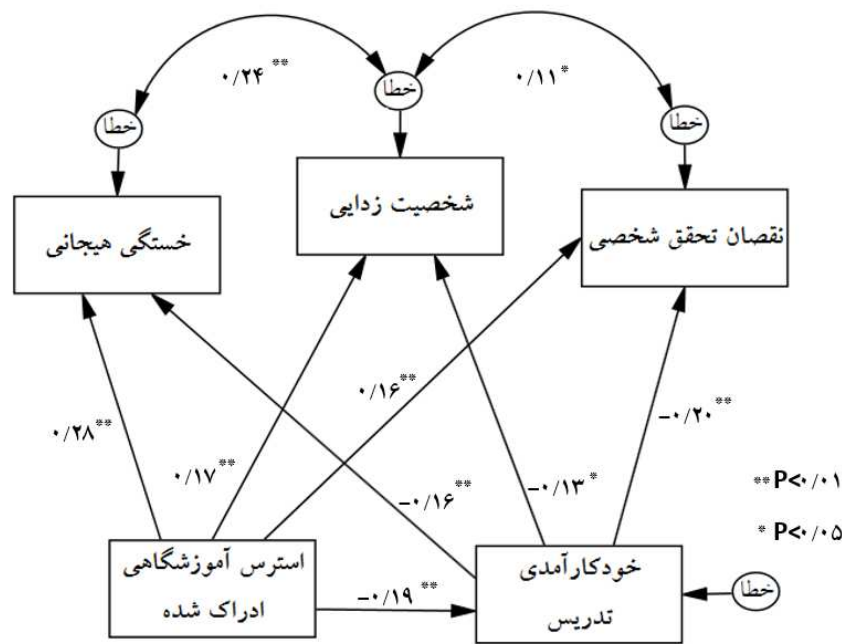 ۰/۲۴ **
۰/۱۱ *
خطا
خطا
خطا
شخصیت زدایی
خستگی هیجانی
نقصان تحقق شخصی
۰/۲۸ **
۰/۱۷ **
۰/۱۶ **
-۰/۱۶ **
-۰/۱۳ *
-۰/۲۰ **
** P<۰/۰۱
* P<۰/۰۵
استرس آموزشگاهی
ادراک شده
-۰/۱۹ **
خودکارآمدی
تدریس
خطا